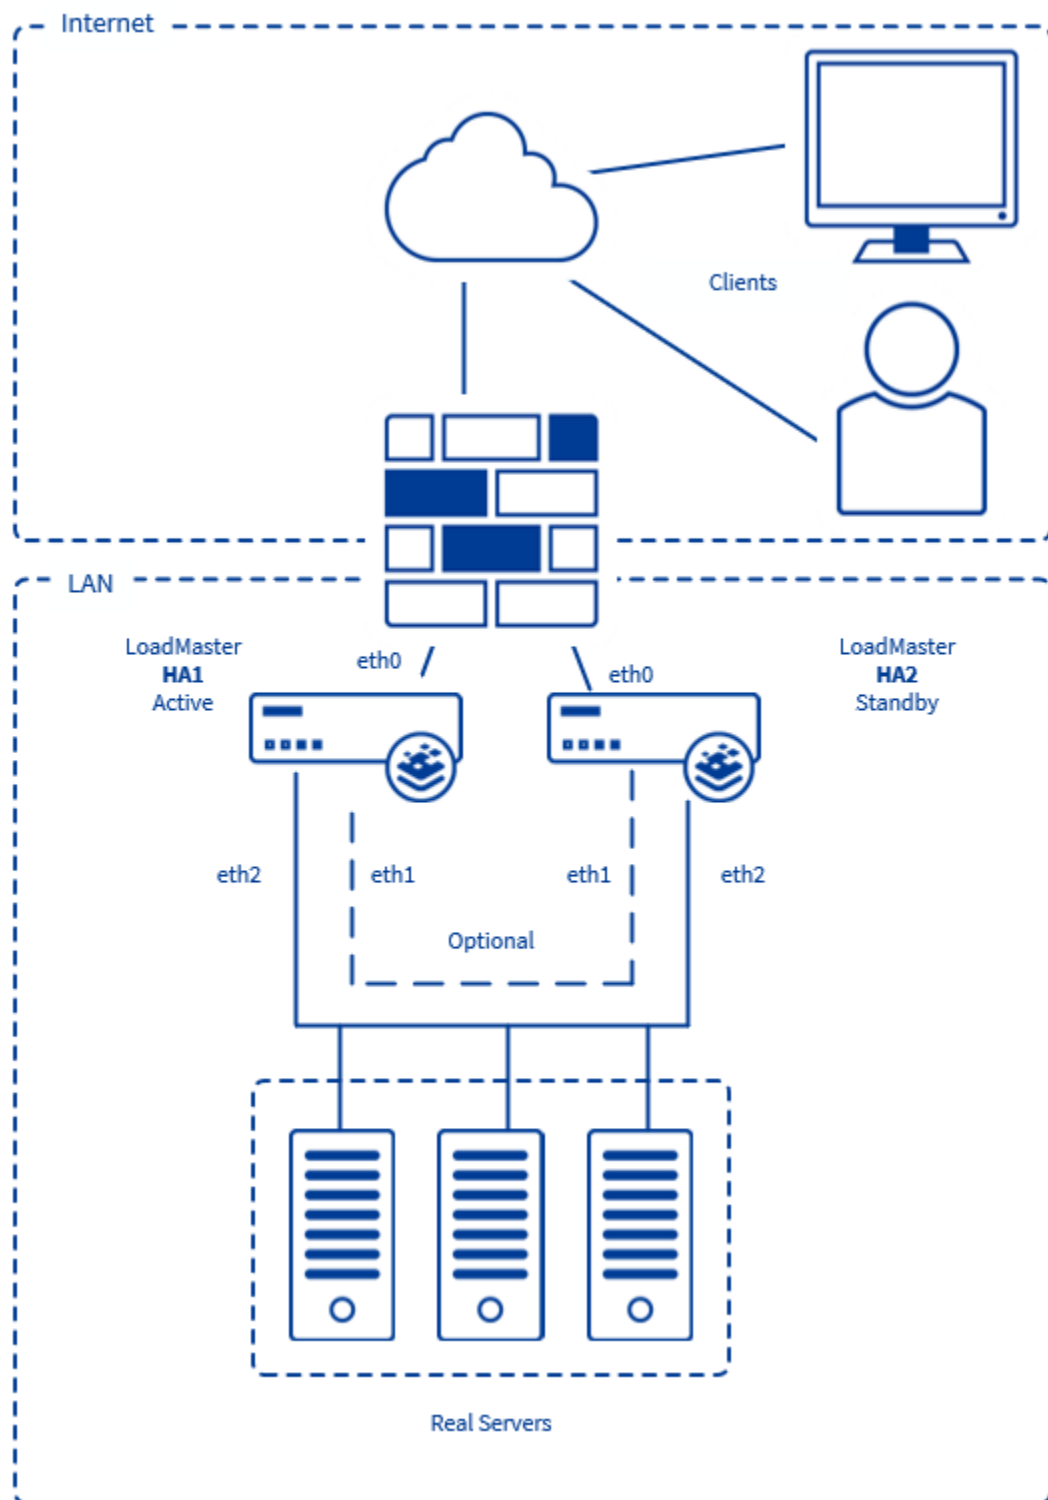 Internet
Clients
LAN
LoadMaster
HA1
Active
eth0
eth0
LoadMaster
HA2
Standby
eth2
eth1
eth1
eth2
Optional
Real Servers